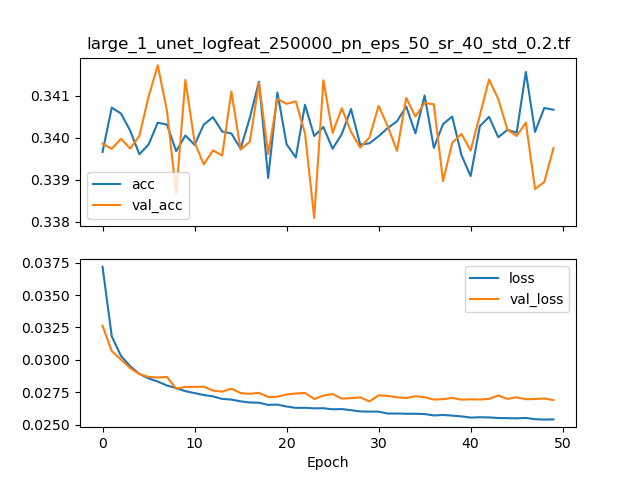 large_1_unet_logfeat_250000_pn_eps_50_sr_40_std_0.2.tf
0.341
0.340
0.339
0.338
acc
val_acc
0.0375
0.0350
0.0325
0.0300
0.0275
0.0250
loss
val_loss
0 10 20 30 40 50
Epoch